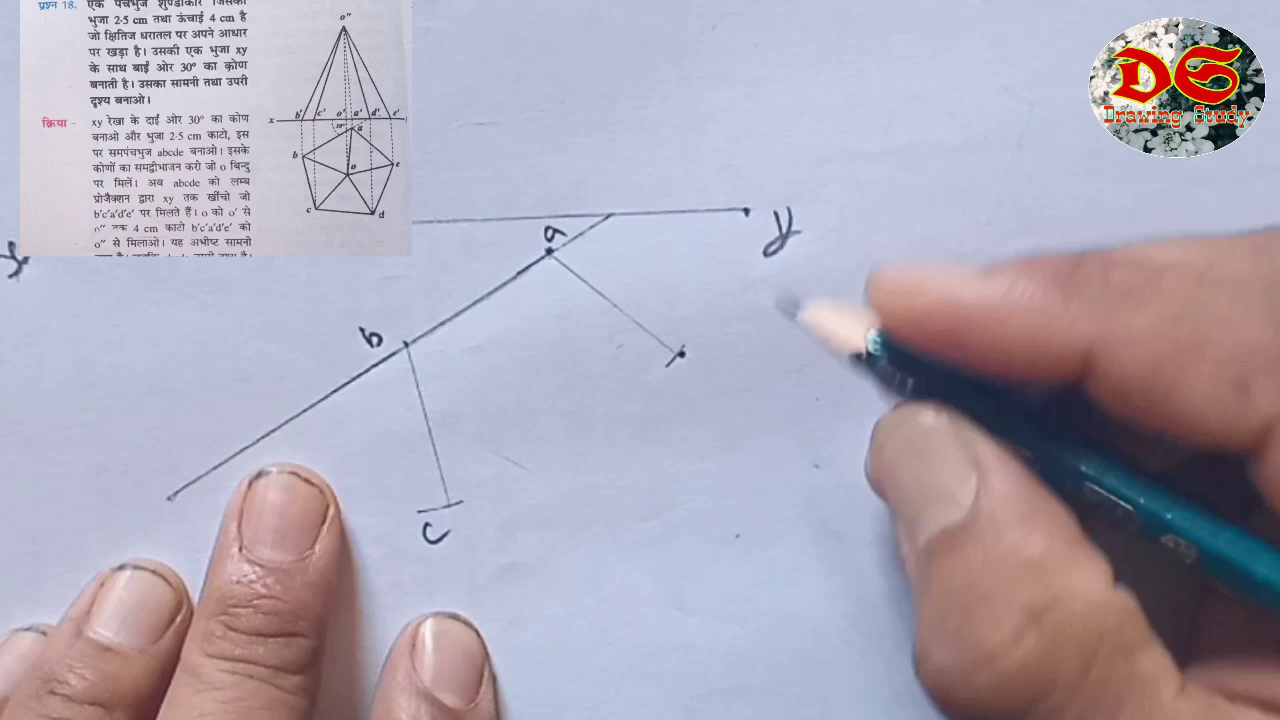 प्रश्न 18. एक पंचभुज शुण्डाकार जिसकी
भुजा 2·5 cm तथा ऊंचाई 4 cm है
जो क्षितिज धरातल पर अपने आधार
पर खड़ा है। उसकी एक भुजा xy
के साथ बाईं ओर 30° का कोण
बनाती है। उसका सामनी तथा उपरी
दृश्य बनाओ।
क्रिया - xy रेखा के दाईं ओर 30° का कोण
बनाओ और भुजा 2·5 cm काटो, इस
पर समपंचभुज abcde बनाओ। इसके
कोणों का समद्वीभाजन करो जो o बिन्दु
पर मिलें। अब abcde को लम्ब
प्रोजैक्शन द्वारा xy तक खींचो जो
b'c'a'd'e' पर मिलते हैं। o को o' से
o'' तक 4 cm काटो b'c'a'd'e' को
o'' से मिलाओ। यह अभीष्ट सामनी
o''
x b' c' o' a' d' e'
30°
a
b
o
e
c
d
DS
Drawing Study
x
y
a
b
c